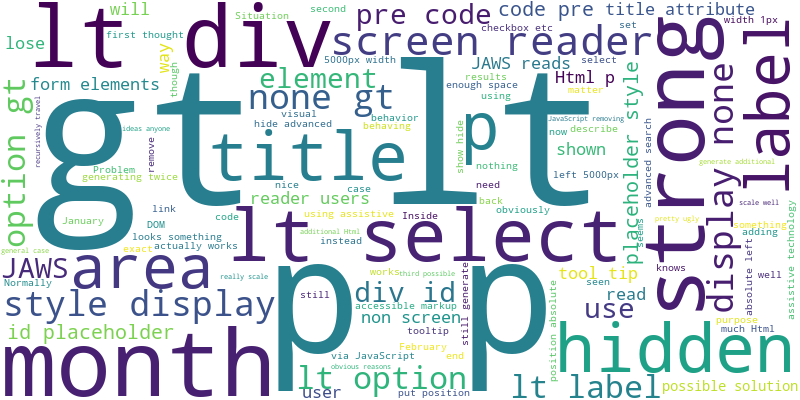 lt div
will
Situation
second
pre code
code pre
title attribute
lose
first thought
way
though
screen reader
checkbox etc
set
width 1px
form elements
visual
element
5000px width
JAWS reads
enough space
select
results
using
Html p
matter
strong
label
option gt
recursively travel
gt
lt
none gt
behavior
behaving
hide advanced
title
p
show hide
JavaScript removing
now
describe
shown
placeholder style
seems
advanced search
display none
generate additional
ideas anyone
remove
Problem
generating twice
nice
case
reader users
need
nothing
back
left 5000px
obviously
scale well
January
link
code
DOM
looks something
actually works
general case
exact
lt select
using assistive
additional Html
instead
Inside
pretty ugly
something
adding
absolute left
assistive technology
JAWS
Normally
area
really scale
works
third possible
still generate
tool tip
seen
knows
well
style display
still
div id
accessible markup
non screen
p
p
position absolute
use
read
purpose
much Html
id placeholder
tooltip
month
via JavaScript
February
end
obvious reasons
hidden
lt option
user
put position
lt label
possible solution